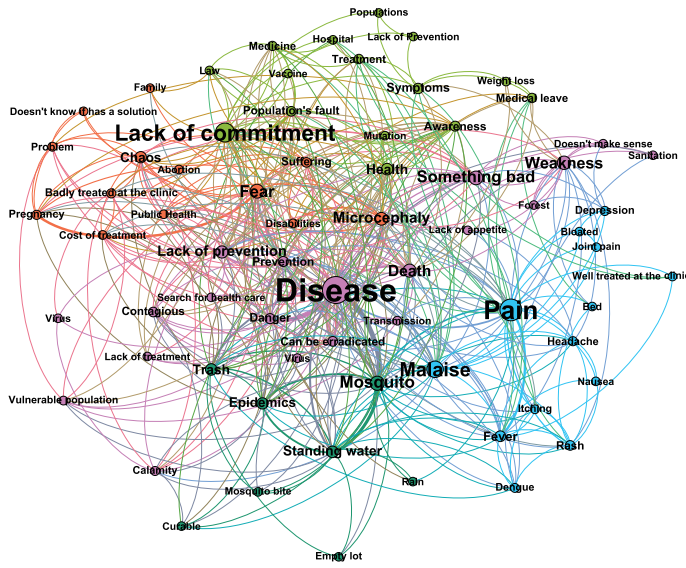 Populations
Lack of Prevention
Hospital
Medicine
Treatment
Law
Vaccine
Weight loss
Family
Symptoms
Medical leave
Doesn't know if has a solution
Population's fault
Awareness
Lack of commitment
Mutation
Doesn't make sense
Problem
Chaos
Suffering
Sanitation
Abortion
Health
Weakness
Something bad
Badly treated at the clinic
Fear
Forest
Depression
Pregnancy
Public Health
Microcephaly
Disabilities
Lack of appetite
Bleated
Cost of treatment
Joint pain
Lack of prevention
Prevention
Death
Well treated at the clinic
Disease
Search for health care
Bed
Contagious
Pain
Virus
Danger
Transmission
Can be erradicated
Headache
Lack of treatment
Virus
Trash
Malaise
Mosquito
Nausea
Vulnerable population
Epidemics
Itching
Fever
Rash
Standing water
Calamity
Rain
Dengue
Mosquito bite
Curable
Empty lot